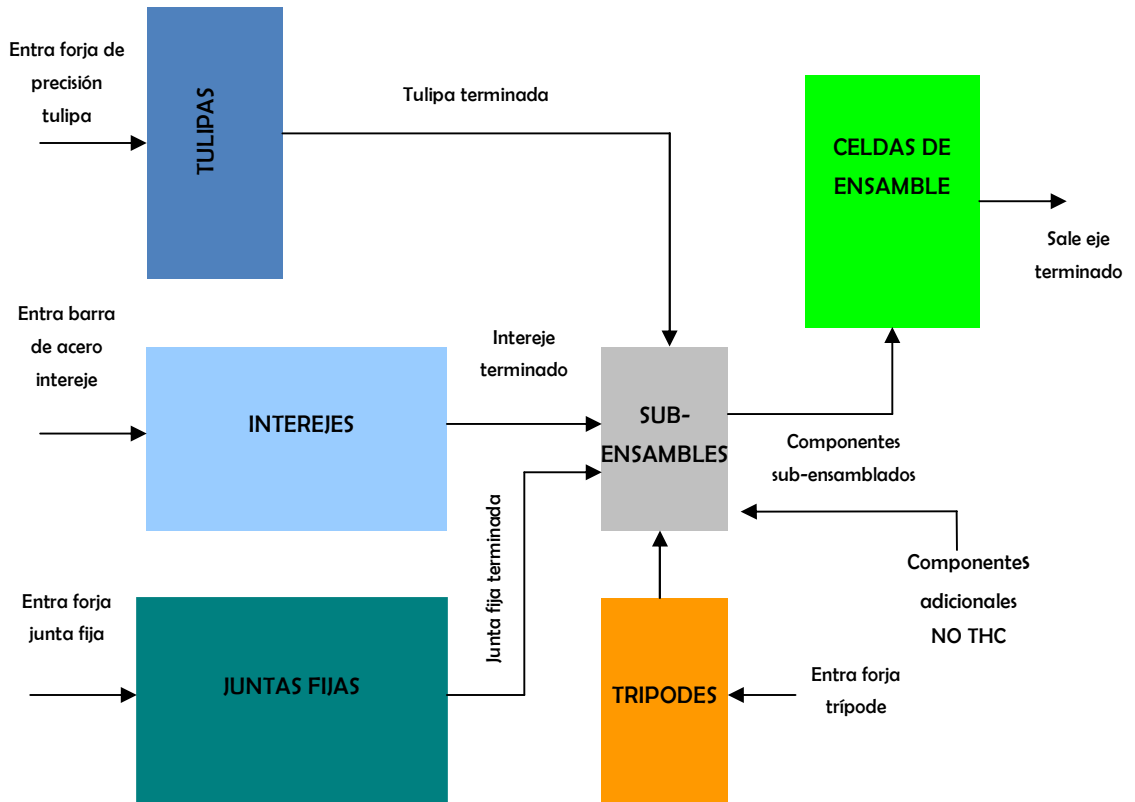 Entra forja de
precisión
tulipa
TULIPAS
Tulipa terminada
CELDAS DE
ENSAMBLE
Sale eje
terminado
Entra barra
de acero
intereje
INTEREJES
Intereje
terminado
SUB-
ENSAMBLES
Componentes
sub-ensamblados
Entra forja
junta fija
JUNTAS FIJAS
Junta fija terminada
TRIPODES
Componentes
adicionales
NO THC
Entra forja
trípode